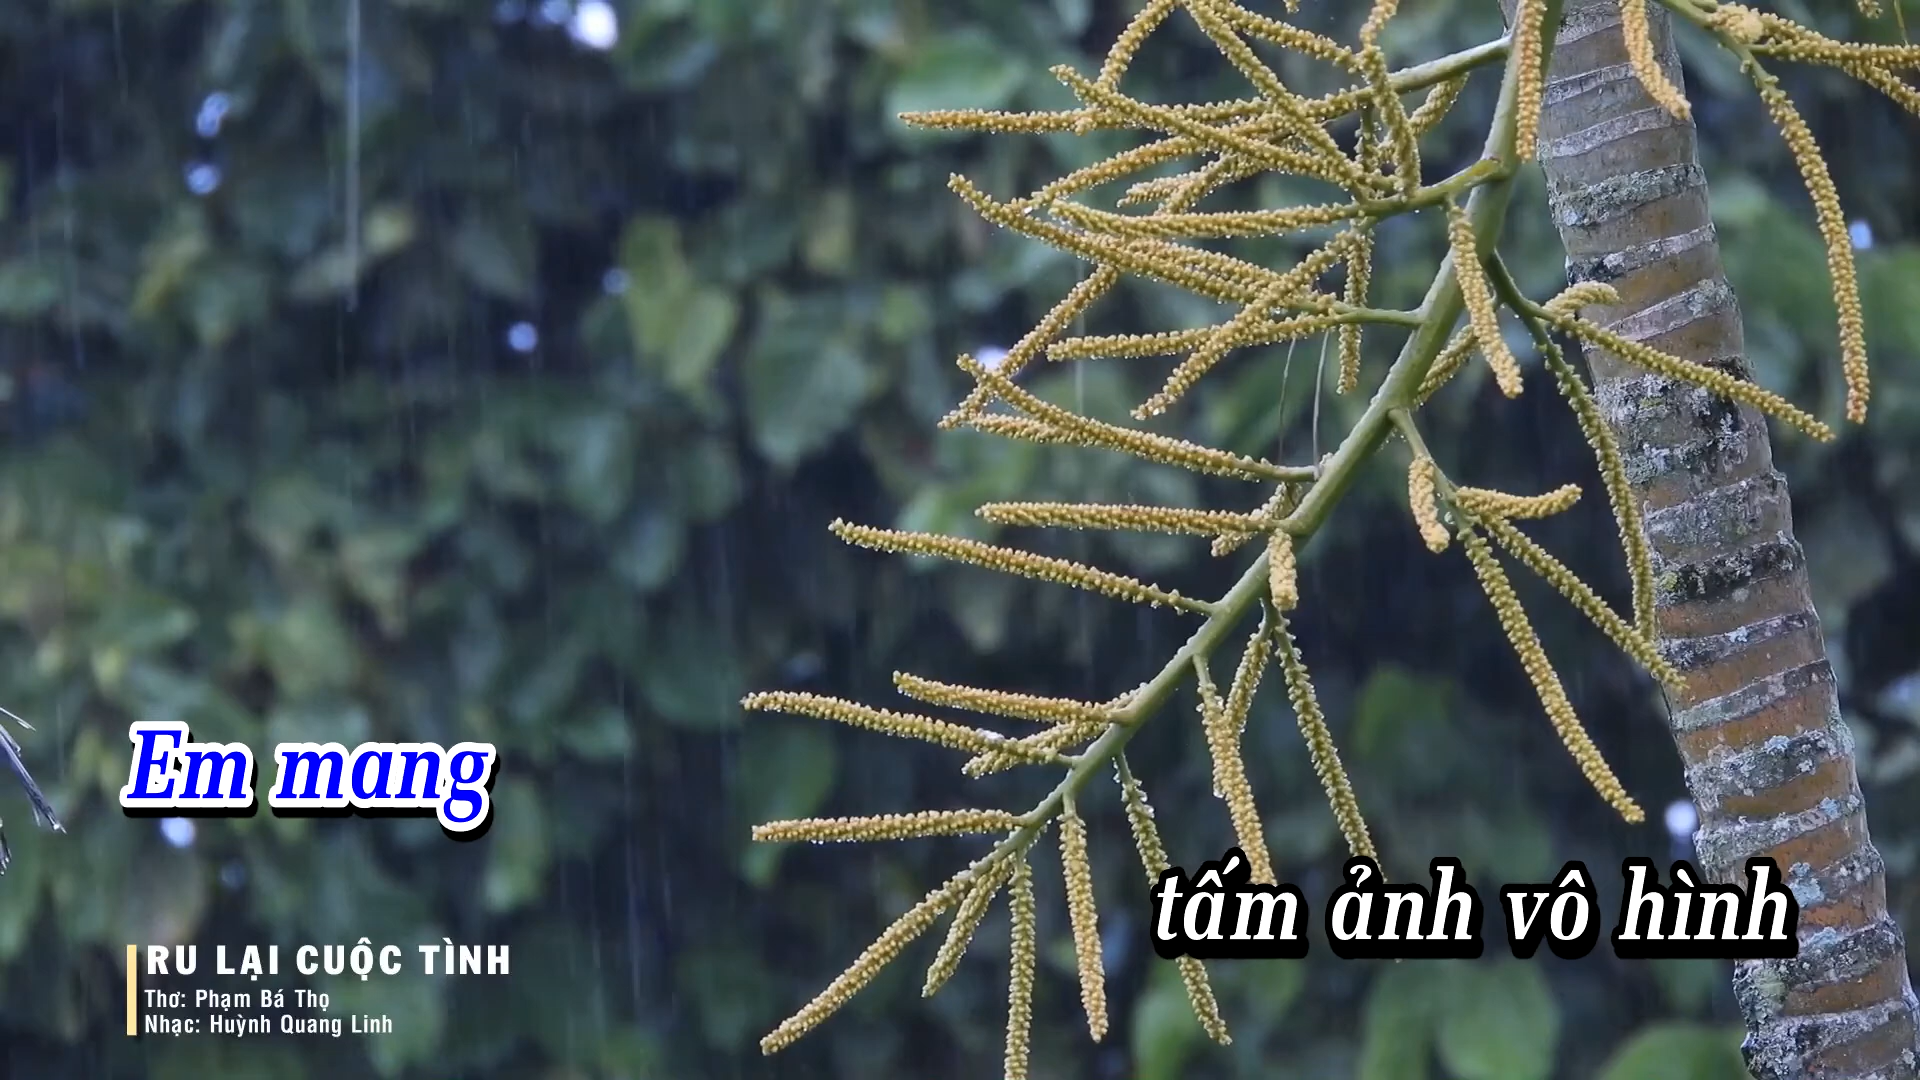 Em mang
tấm ảnh vô hình
RU LẠI CUỘC TÌNH
Thơ: Phạm Bá Thọ
Nhạc: Huỳnh Quang Linh